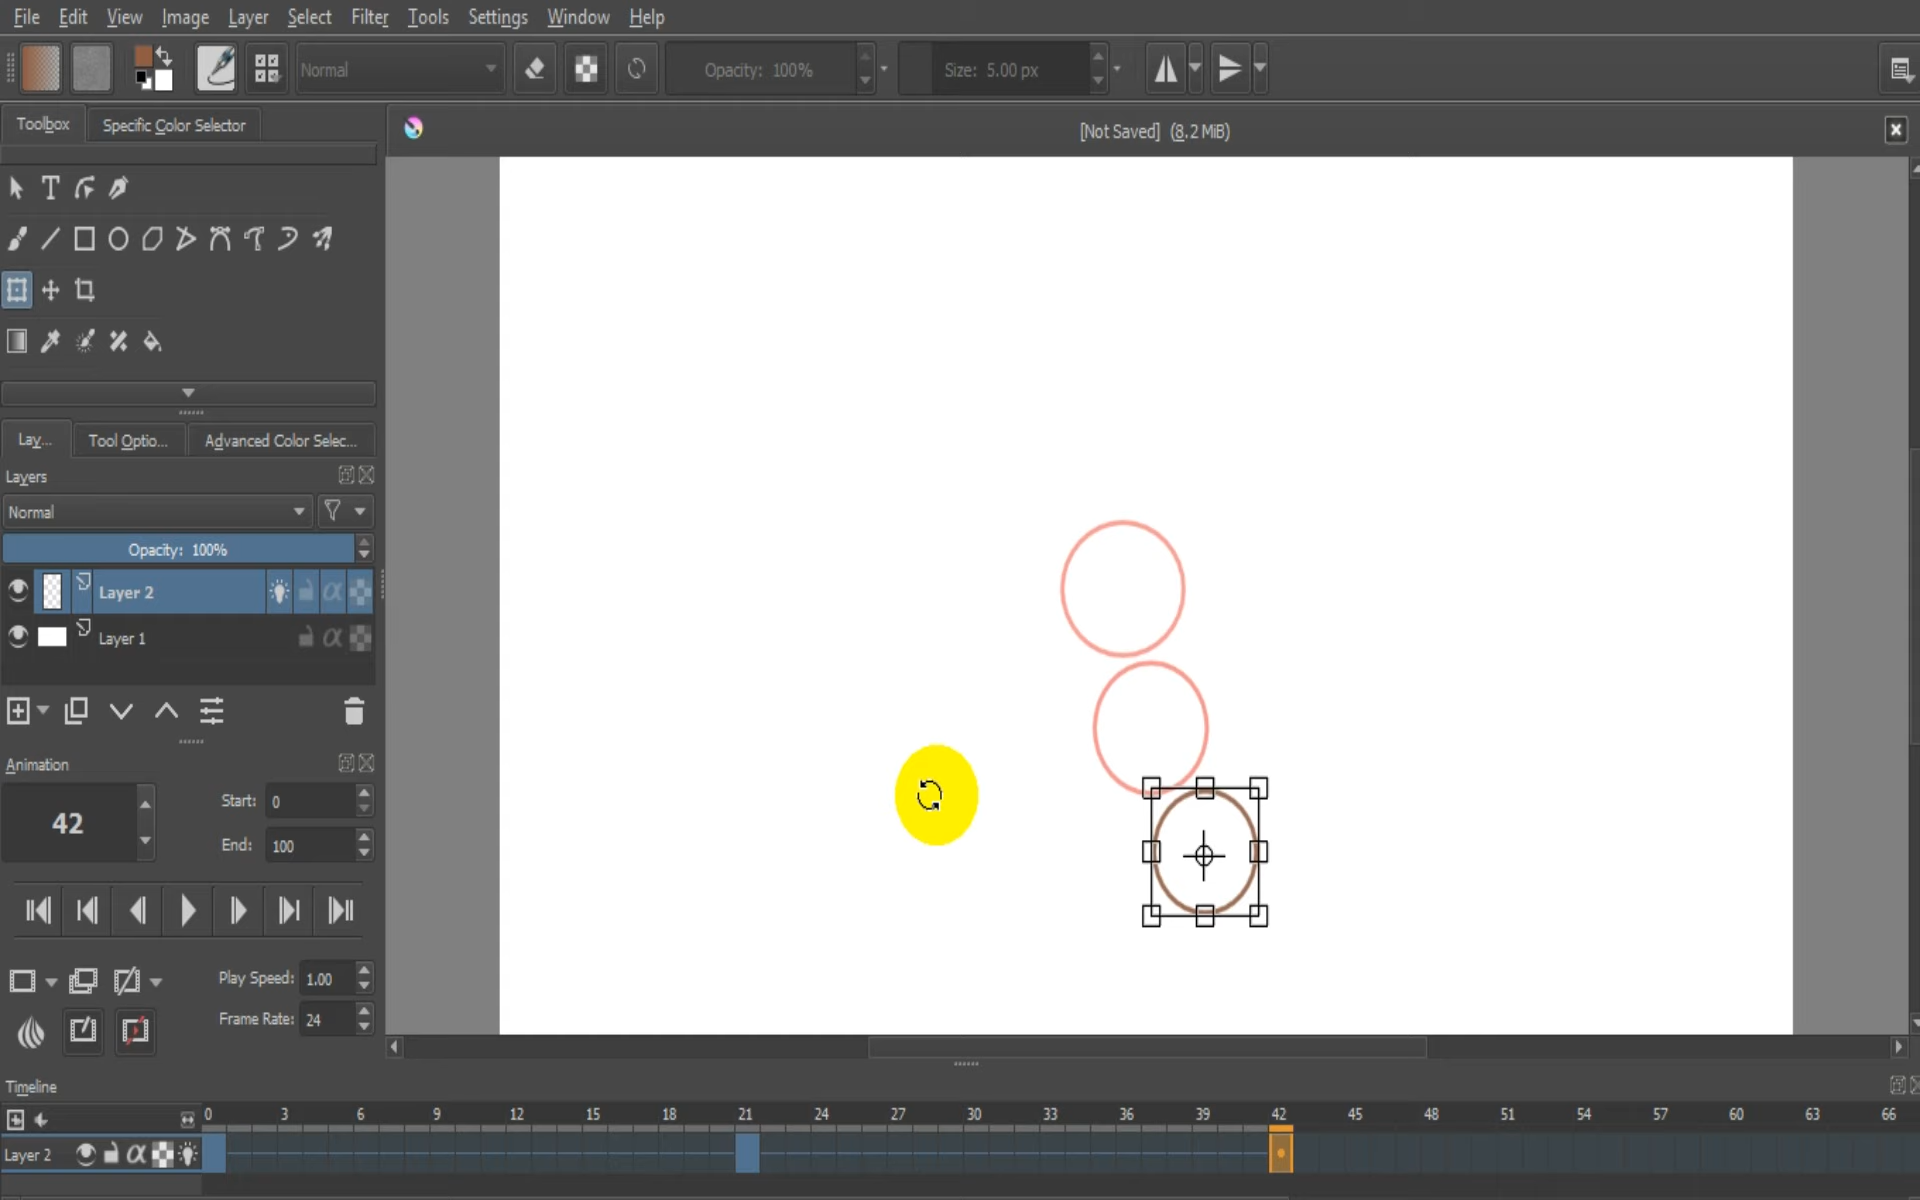 File Edit View Image Layer Select Filter Tools Settings Window Help
Normal Opacity: 100% Size: 5.00 px
Toolbox Specific Color Selector [Not Saved] (8.2 MiB)
T
Lay... Tool Optio... Advanced Color Selec...
Layers
Normal
Opacity: 100%
Layer 2 α
Layer 1 α
Animation
42 Start: 0
End: 100
Play Speed: 1.00
Frame Rate: 24
Timeline
0 3 6 9 12 15 18 21 24 27 30 33 36 39 42 45 48 51 54 57 60 63 66
Layer 2 α